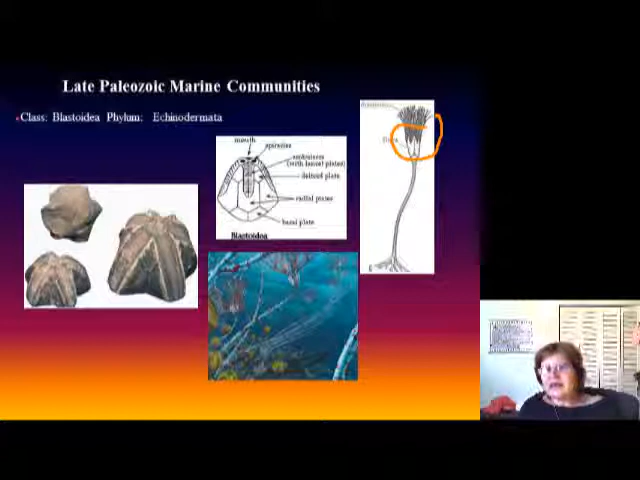 Late Paleozoic Marine Communities
Class: Blastoidea Phylum: Echinodermata
mouth
spiracles
ambulacra
(with lancet plates)
deltoid plate
radial plates
basal plate
Blastoidea